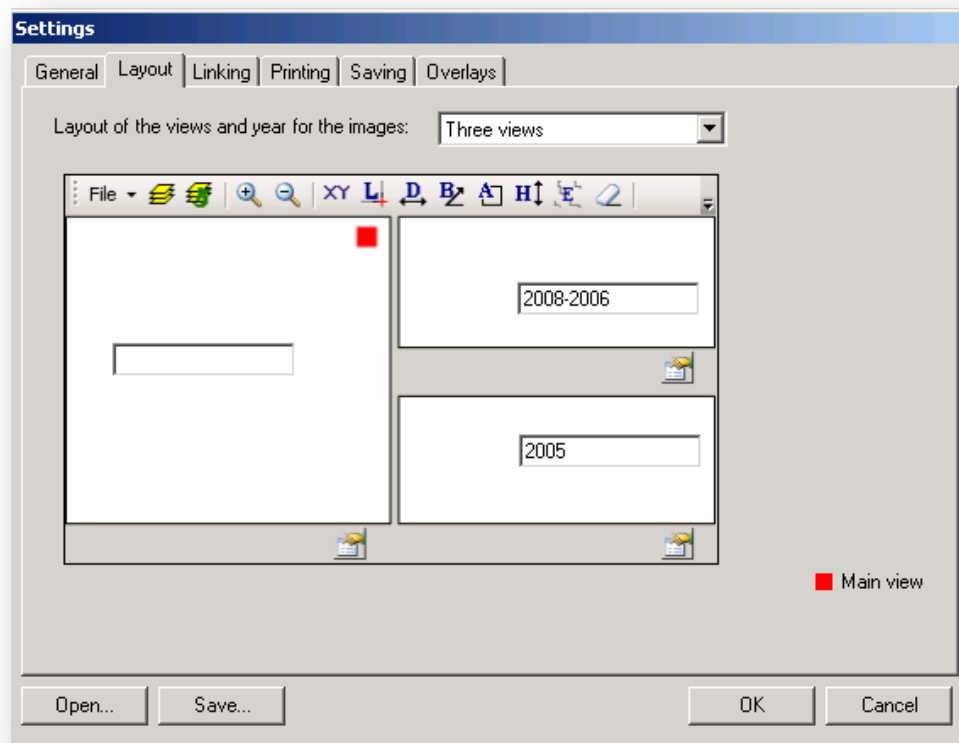 Settings
General Layout Linking Printing Saving Overlays
Layout of the views and year for the images: Three views
File XY L D B A H E
2008-2006
2005
Main view
Open... Save... OK Cancel